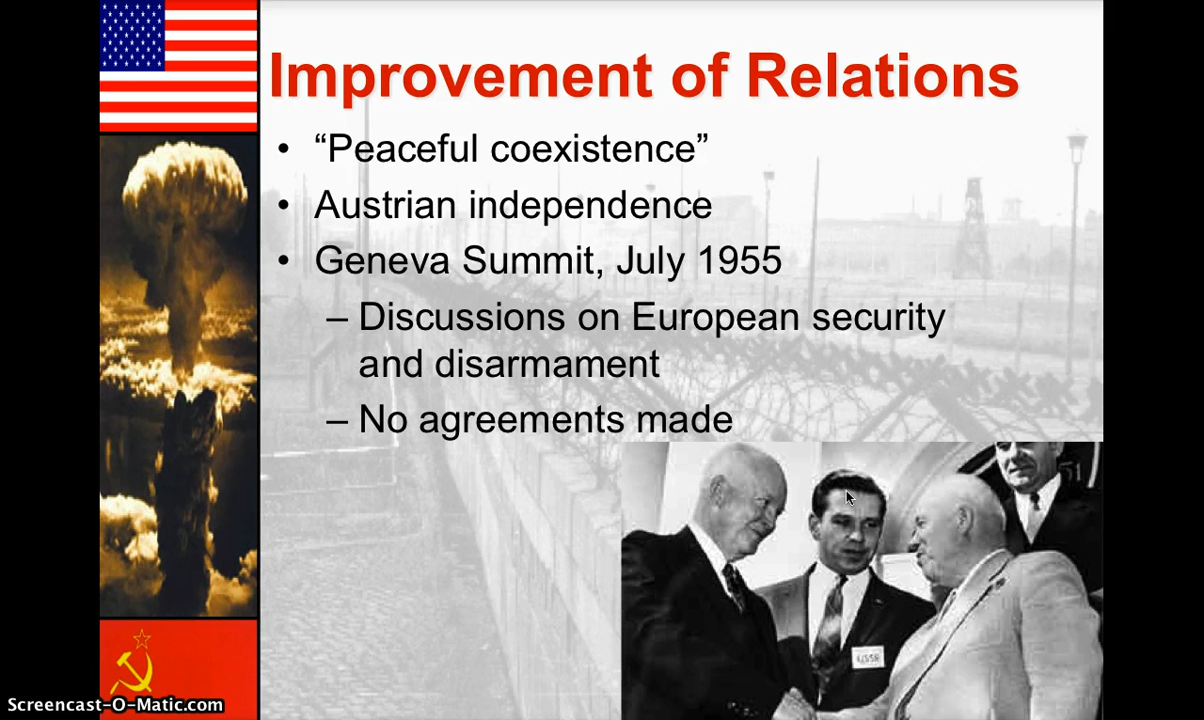 Improvement of Relations
• “Peaceful coexistence”
• Austrian independence
• Geneva Summit, July 1955
– Discussions on European security
and disarmament
– No agreements made
USSR
Screencast-O-Matic.com